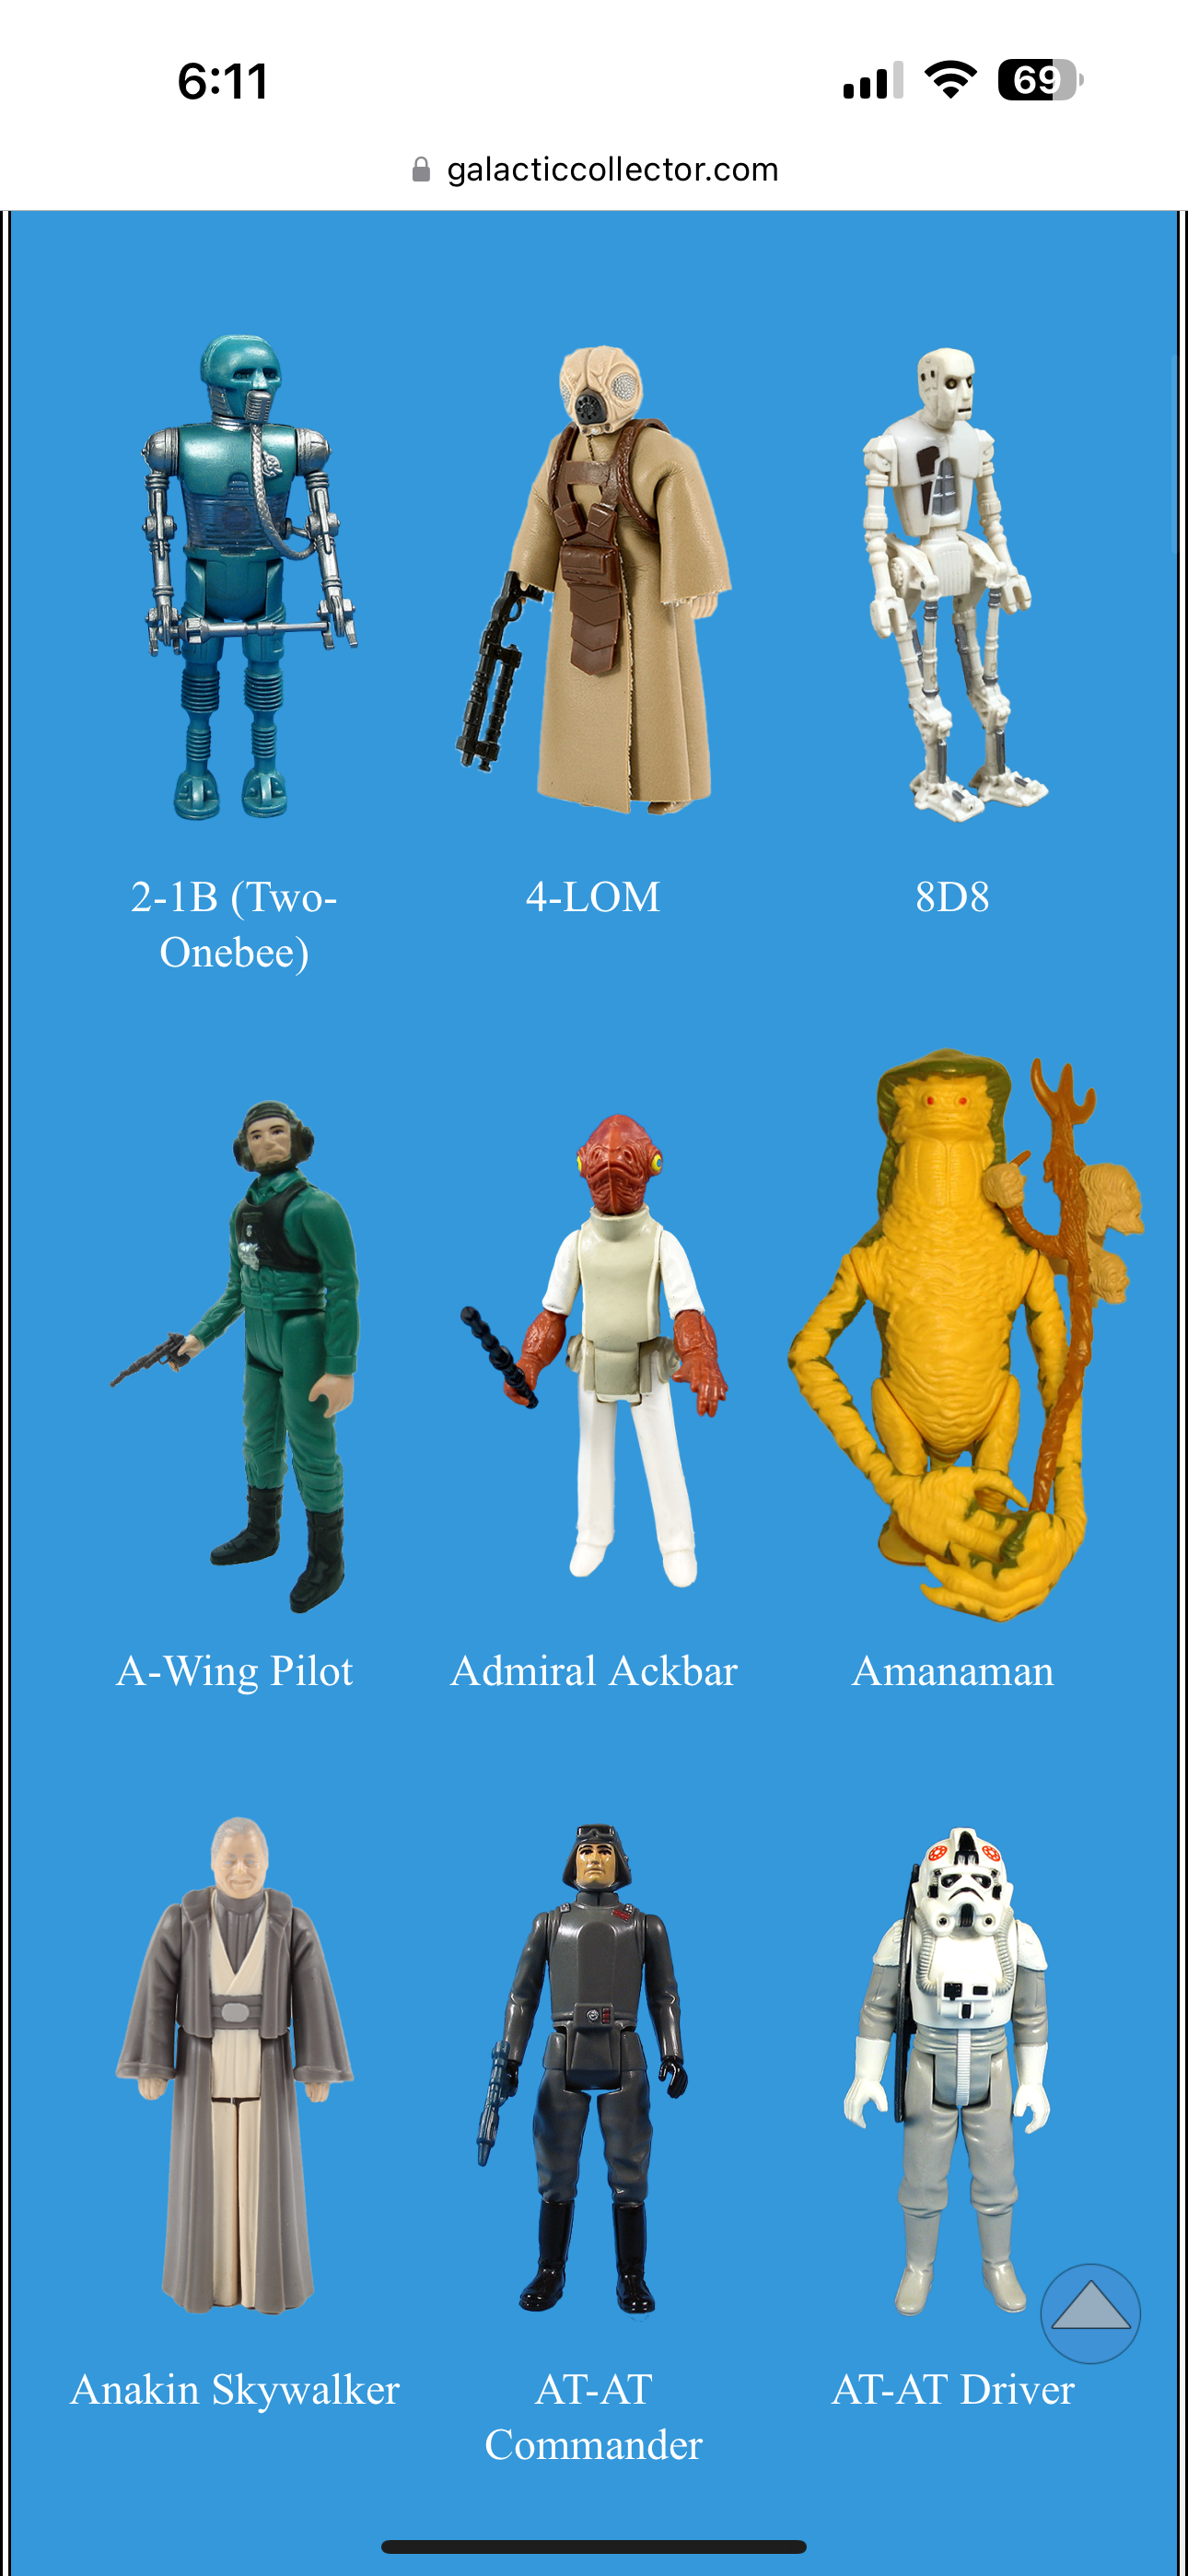 6:11
69
galacticcollector.com
2-1B (Two-
Onebee)
4-LOM
8D8
A-Wing Pilot
Admiral Ackbar
Amanaman
Anakin Skywalker
AT-AT
Commander
AT-AT Driver